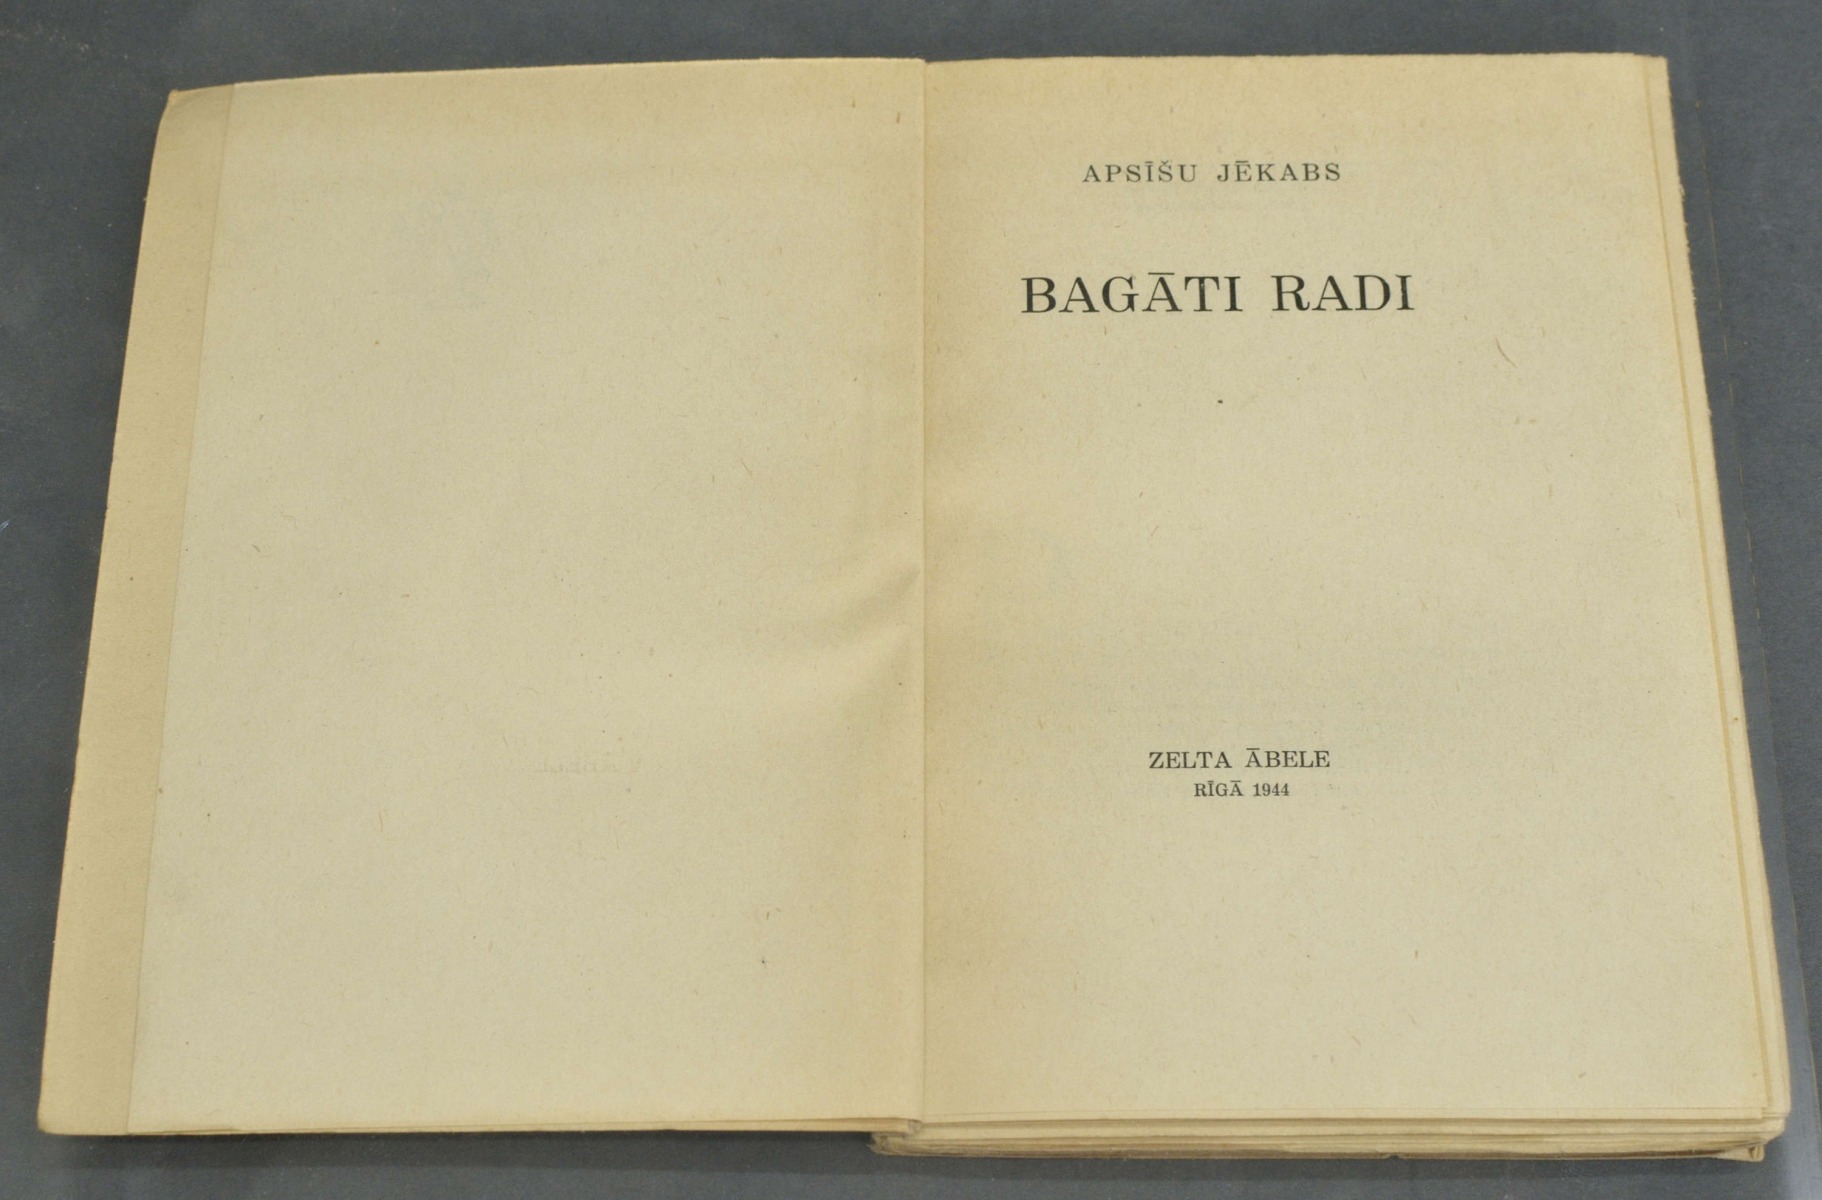 APSĪŠU JĒKABS
BAGĀTI RADI
ZELTA ĀBELE
RĪGĀ 1944